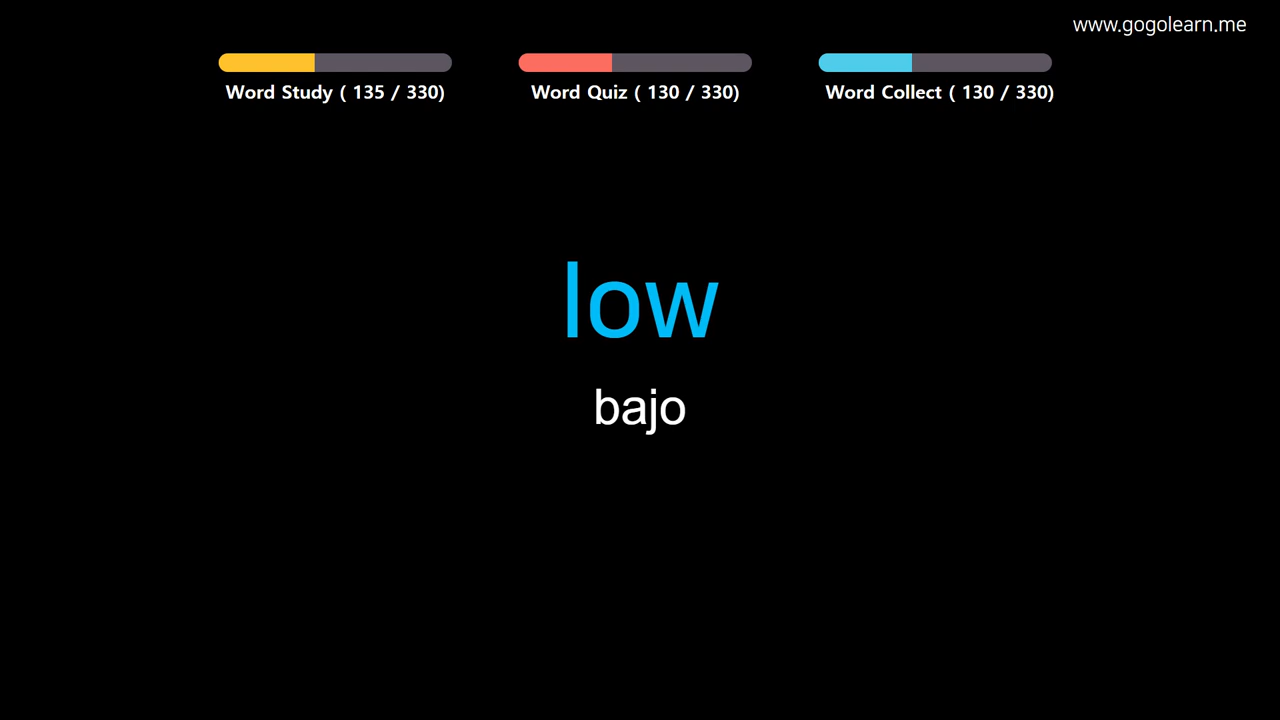 www.gogolearn.me
Word Study ( 135 / 330)
Word Quiz ( 130 / 330)
Word Collect ( 130 / 330)
low
bajo